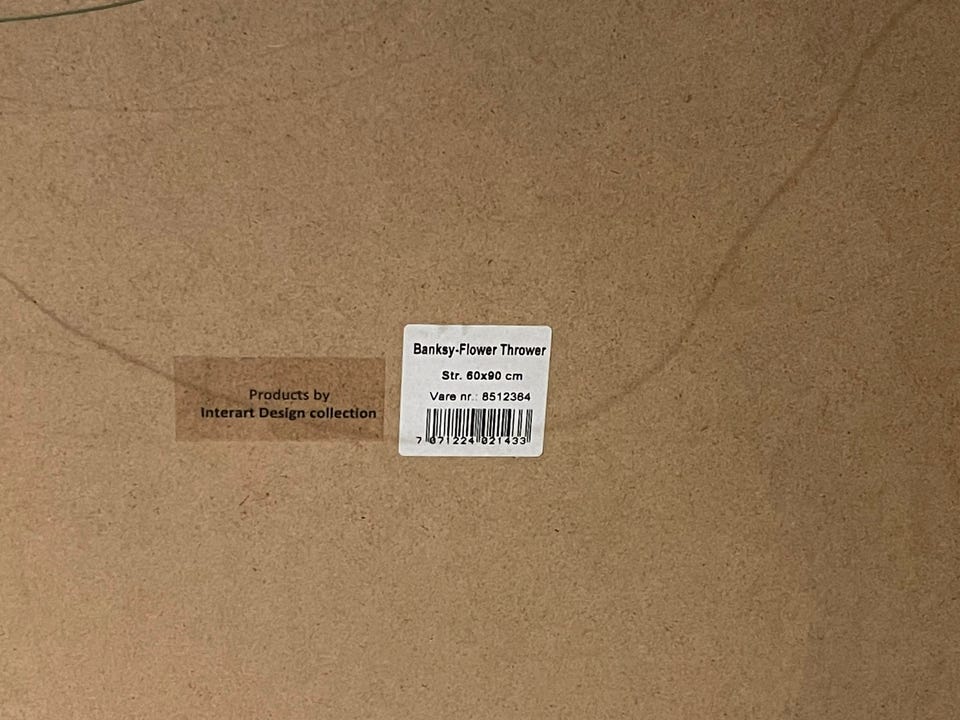 Products by
Interart Design collection
Banksy-Flower Thrower
Str. 60x90 cm
Vare nr.: 8512364
7 071224 021433